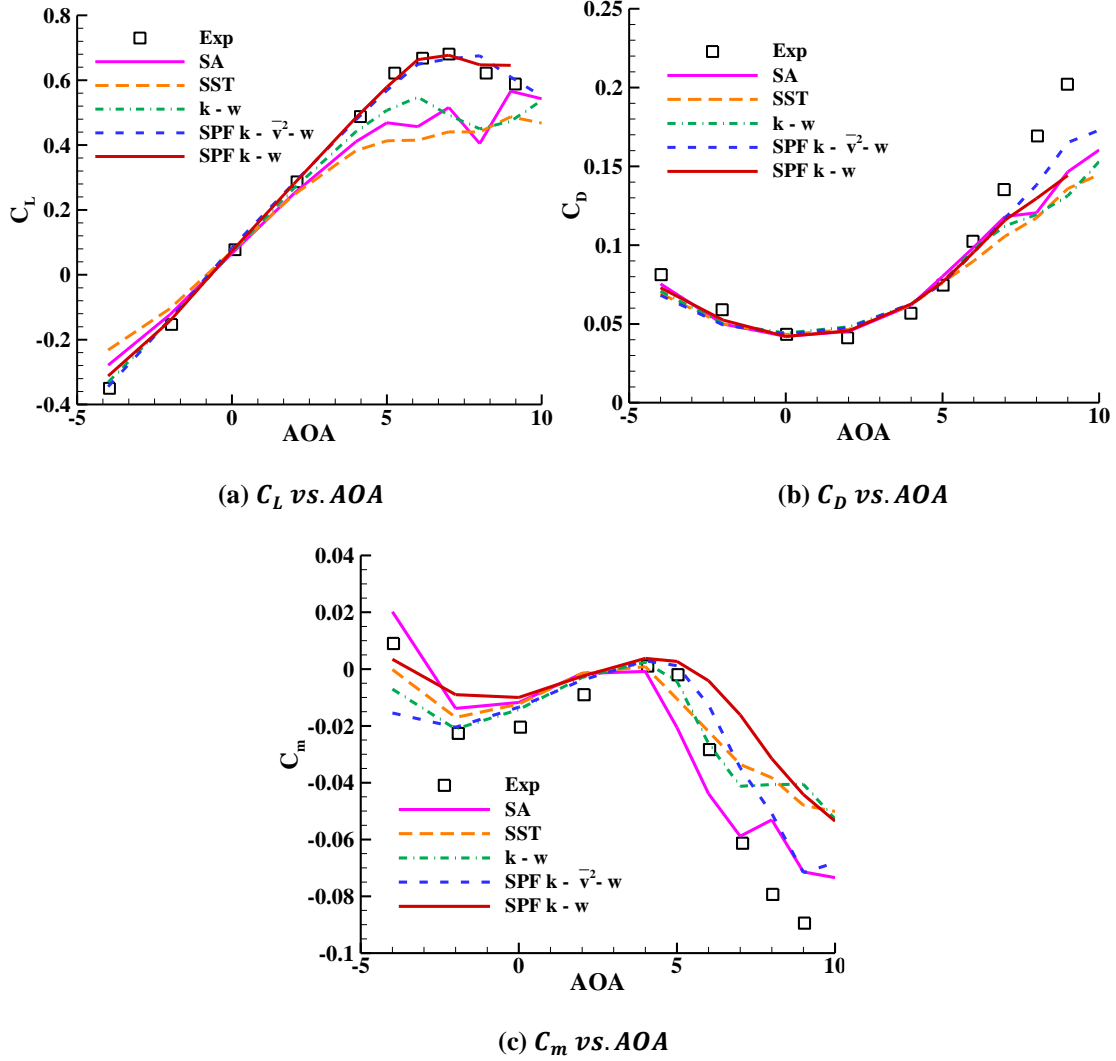 0.8
0.6
0.4
0.2
0
-0.2
-0.4
C_L
Exp
SA
SST
k - w
SPF k - v̅²- w
SPF k - w
-5
0
5
10
AOA
(a) C_L vs. AOA
0.25
0.2
0.15
0.1
0.05
0
C_D
Exp
SA
SST
k - w
SPF k - v̅²- w
SPF k - w
-5
0
5
10
AOA
(b) C_D vs. AOA
0.04
0.02
0
-0.02
-0.04
-0.06
-0.08
-0.1
C_m
Exp
SA
SST
k - w
SPF k - v̅²- w
SPF k - w
-5
0
5
10
AOA
(c) C_m vs. AOA